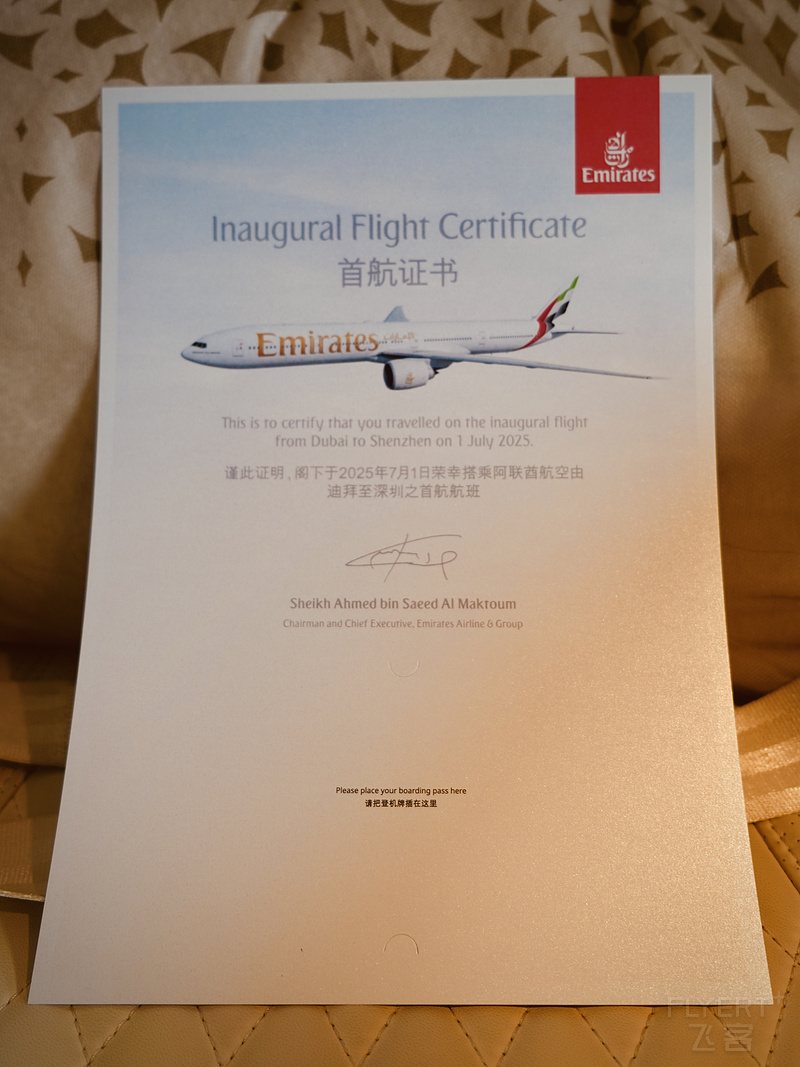 Emirates
Inaugural Flight Certificate
首航证书
Emirates
This is to certify that you travelled on the inaugural flight
from Dubai to Shenzhen on 1 July 2025.
谨此证明，阁下于2025年7月1日荣幸搭乘阿联酋航空由
迪拜至深圳之首航航班
Sheikh Ahmed bin Saeed Al Maktoum
Chairman and Chief Executive, Emirates Airline & Group
Please place your boarding pass here
请把登机牌插在这里
FLYERT
飞客